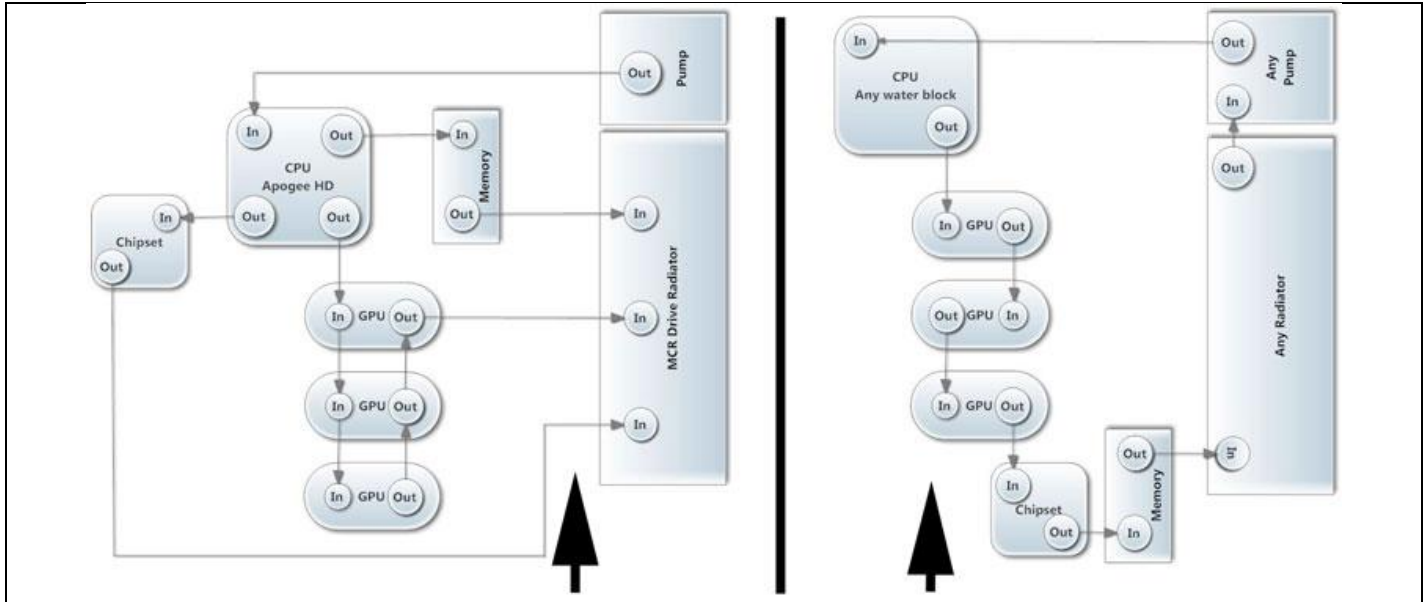 Out
Pump
In
Out
CPU
Apogee HD
Out
Out
In
Memory
Out
In
Chipset
Out
In
GPU
Out
In
GPU
Out
In
GPU
Out
In
In
In
MCR Drive Radiator
In
CPU
Any water block
Out
Out
Any
Pump
In
Out
Any Radiator
In
In
GPU
Out
Out
GPU
In
In
GPU
Out
In
Chipset
Out
Out
Memory
In